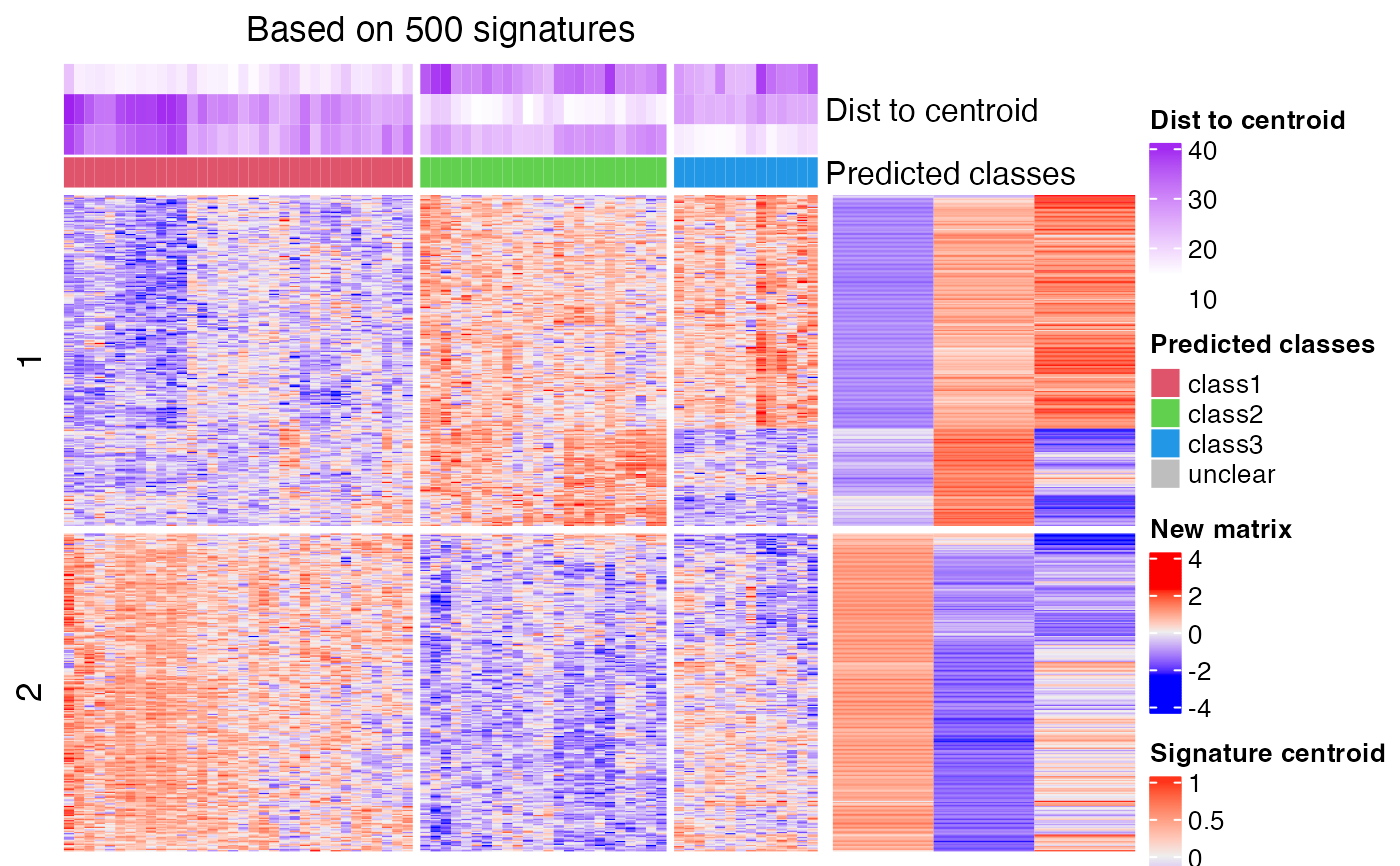 Based on 500 signatures
Dist to centroid
Predicted classes
1
2
Dist to centroid
40
30
20
10
Predicted classes
class1
class2
class3
unclear
New matrix
4
2
0
-2
-4
Signature centroid
1
0.5
0